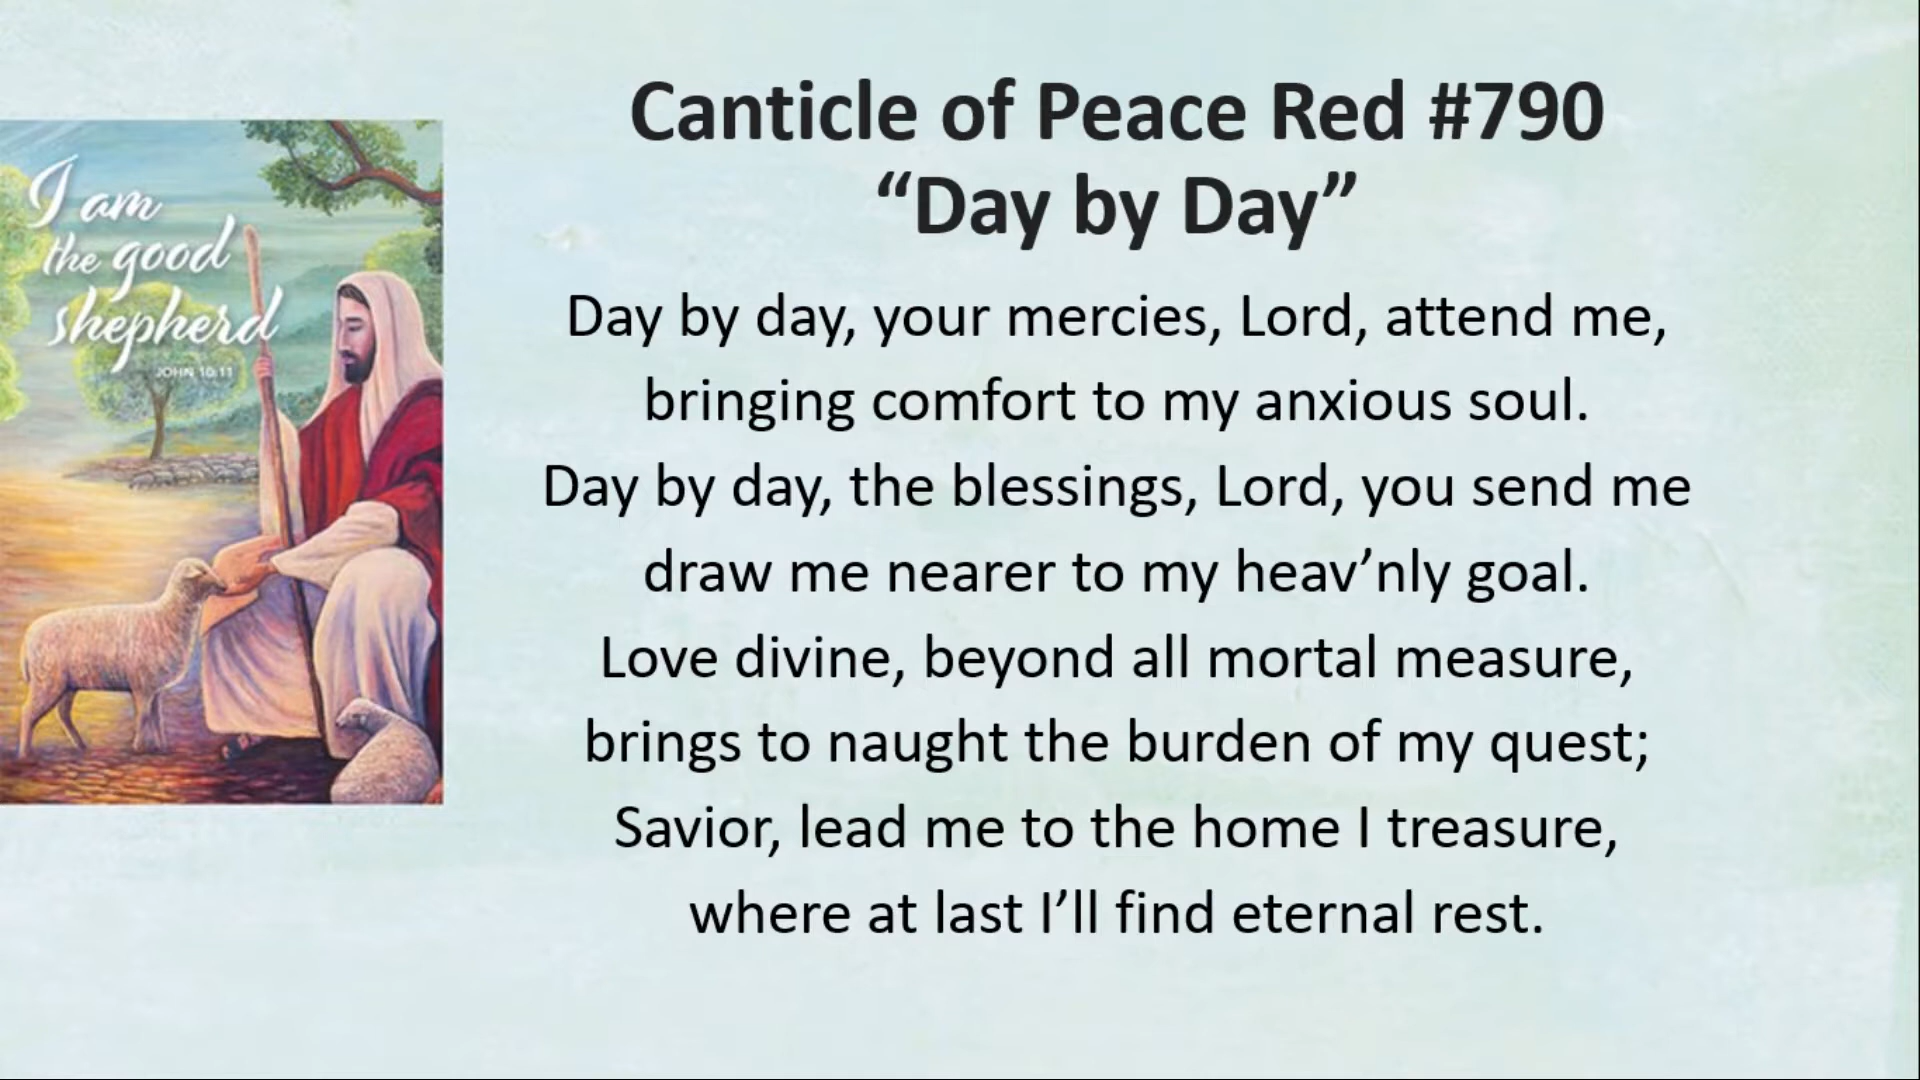 I am
the good
shepherd
JOHN 10:11
Canticle of Peace Red #790
“Day by Day”
Day by day, your mercies, Lord, attend me,
bringing comfort to my anxious soul.
Day by day, the blessings, Lord, you send me
draw me nearer to my heav’nly goal.
Love divine, beyond all mortal measure,
brings to naught the burden of my quest;
Savior, lead me to the home I treasure,
where at last I’ll find eternal rest.